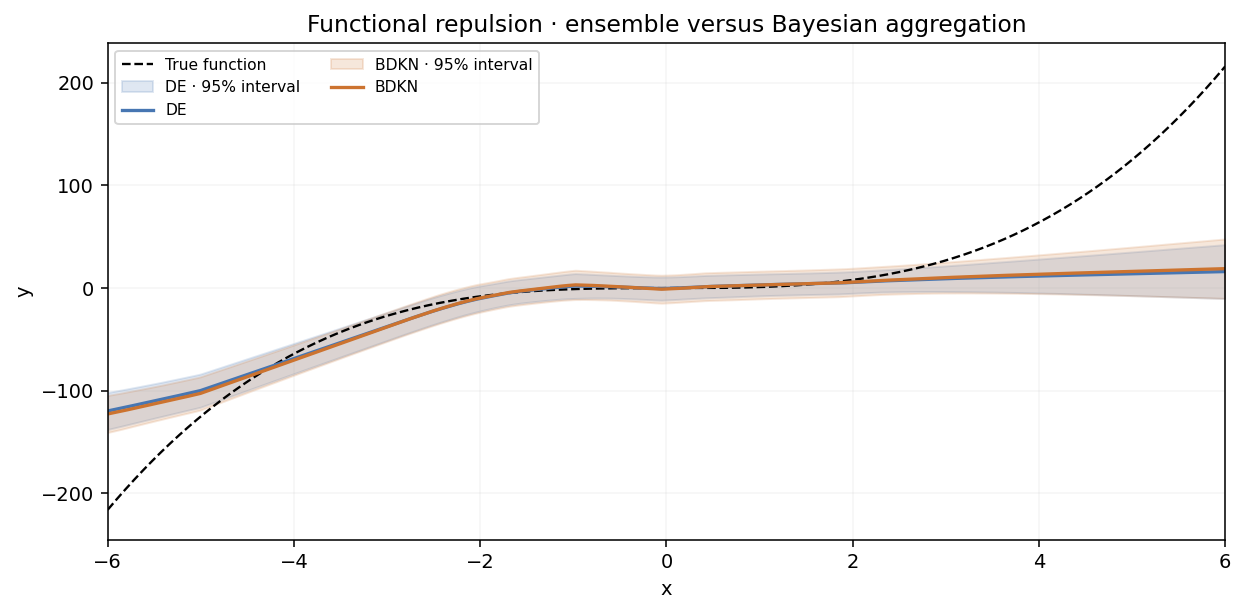 Functional repulsion · ensemble versus Bayesian aggregation
True function
DE · 95% interval
DE
BDKN · 95% interval
BDKN
y
200
100
0
−100
−200
−6
−4
−2
0
2
4
6
x